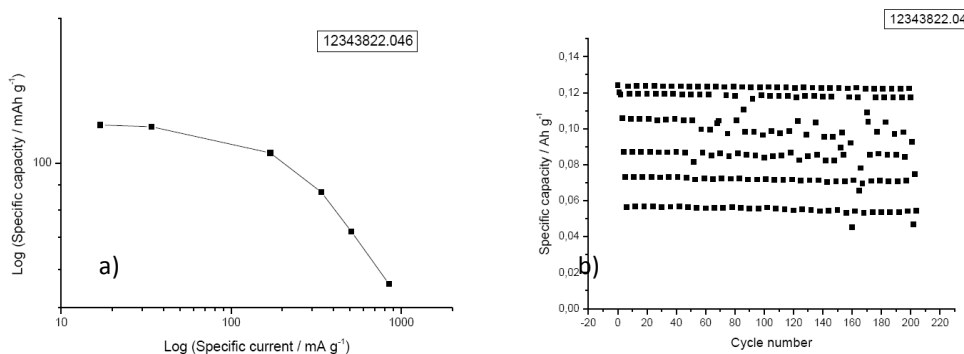 12343822.046
Log (Specific capacity / mAh g⁻¹)
100
a)
10
100
1000
Log (Specific current / mA g⁻¹)
12343822.04
0,14
0,12
0,10
0,08
0,06
0,04
0,02
0,00
Specific capacity / Ah g⁻¹
b)
-20 0 20 40 60 80 100 120 140 160 180 200 220
Cycle number